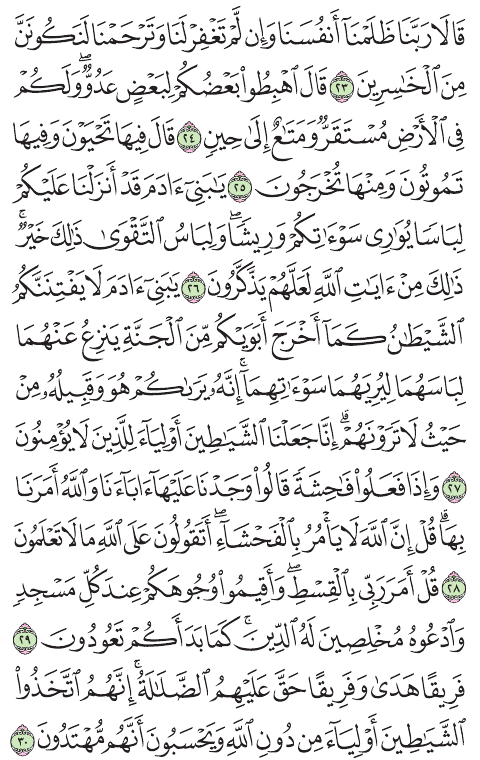 قَالَا رَبَّنَا ظَلَمْنَآ أَنفُسَنَا وَإِن لَّمْ تَغْفِرْ لَنَا وَتَرْحَمْنَا لَنَكُونَنَّ
مِنَ ٱلْخَٰسِرِينَ ٢٣ قَالَ ٱهْبِطُوا۟ بَعْضُكُمْ لِبَعْضٍ عَدُوٌّ ۖ وَلَكُمْ
فِى ٱلْأَرْضِ مُسْتَقَرٌّ وَمَتَٰعٌ إِلَىٰ حِينٍ ٢٤ قَالَ فِيهَا تَحْيَوْنَ وَفِيهَا
تَمُوتُونَ وَمِنْهَا تُخْرَجُونَ ٢٥ يَٰبَنِىٓ ءَادَمَ قَدْ أَنزَلْنَا عَلَيْكُمْ
لِبَاسًا يُوَٰرِى سَوْءَٰتِكُمْ وَرِيشًا ۖ وَلِبَاسُ ٱلتَّقْوَىٰ ذَٰلِكَ خَيْرٌ ۚ
ذَٰلِكَ مِنْ ءَايَٰتِ ٱللَّهِ لَعَلَّهُمْ يَذَّكَّرُونَ ٢٦ يَٰبَنِىٓ ءَادَمَ لَا يَفْتِنَنَّكُمُ
ٱلشَّيْطَٰنُ كَمَآ أَخْرَجَ أَبَوَيْكُم مِّنَ ٱلْجَنَّةِ يَنزِعُ عَنْهُمَا
لِبَاسَهُمَا لِيُرِيَهُمَا سَوْءَٰتِهِمَآ ۗ إِنَّهُۥ يَرَىٰكُمْ هُوَ وَقَبِيلُهُۥ مِنْ
حَيْثُ لَا تَرَوْنَهُمْ ۗ إِنَّا جَعَلْنَا ٱلشَّيَٰطِينَ أَوْلِيَآءَ لِلَّذِينَ لَا يُؤْمِنُونَ
٢٧ وَإِذَا فَعَلُوا۟ فَٰحِشَةً قَالُوا۟ وَجَدْنَا عَلَيْهَآ ءَابَآءَنَا وَٱللَّهُ أَمَرَنَا
بِهَا ۗ قُلْ إِنَّ ٱللَّهَ لَا يَأْمُرُ بِٱلْفَحْشَآءِ ۖ أَتَقُولُونَ عَلَى ٱللَّهِ مَا لَا تَعْلَمُونَ
٢٨ قُلْ أَمَرَ رَبِّى بِٱلْقِسْطِ ۖ وَأَقِيمُوا۟ وُجُوهَكُمْ عِندَ كُلِّ مَسْجِدٍ
وَٱدْعُوهُ مُخْلِصِينَ لَهُ ٱلدِّينَ ۚ كَمَا بَدَأَكُمْ تَعُودُونَ ٢٩
فَرِيقًا هَدَىٰ وَفَرِيقًا حَقَّ عَلَيْهِمُ ٱلضَّلَٰلَةُ ۗ إِنَّهُمُ ٱتَّخَذُوا۟
ٱلشَّيَٰطِينَ أَوْلِيَآءَ مِن دُونِ ٱللَّهِ وَيَحْسَبُونَ أَنَّهُم مُّهْتَدُونَ ٣٠